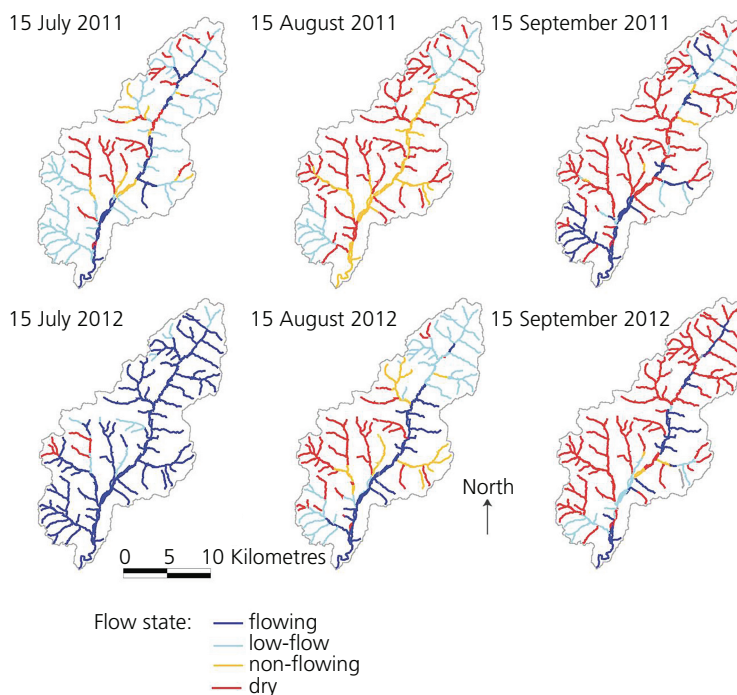 15 July 2011
15 August 2011
15 September 2011
15 July 2012
15 August 2012
15 September 2012
North
0 5 10 Kilometres
Flow state:
flowing
low-flow
non-flowing
dry